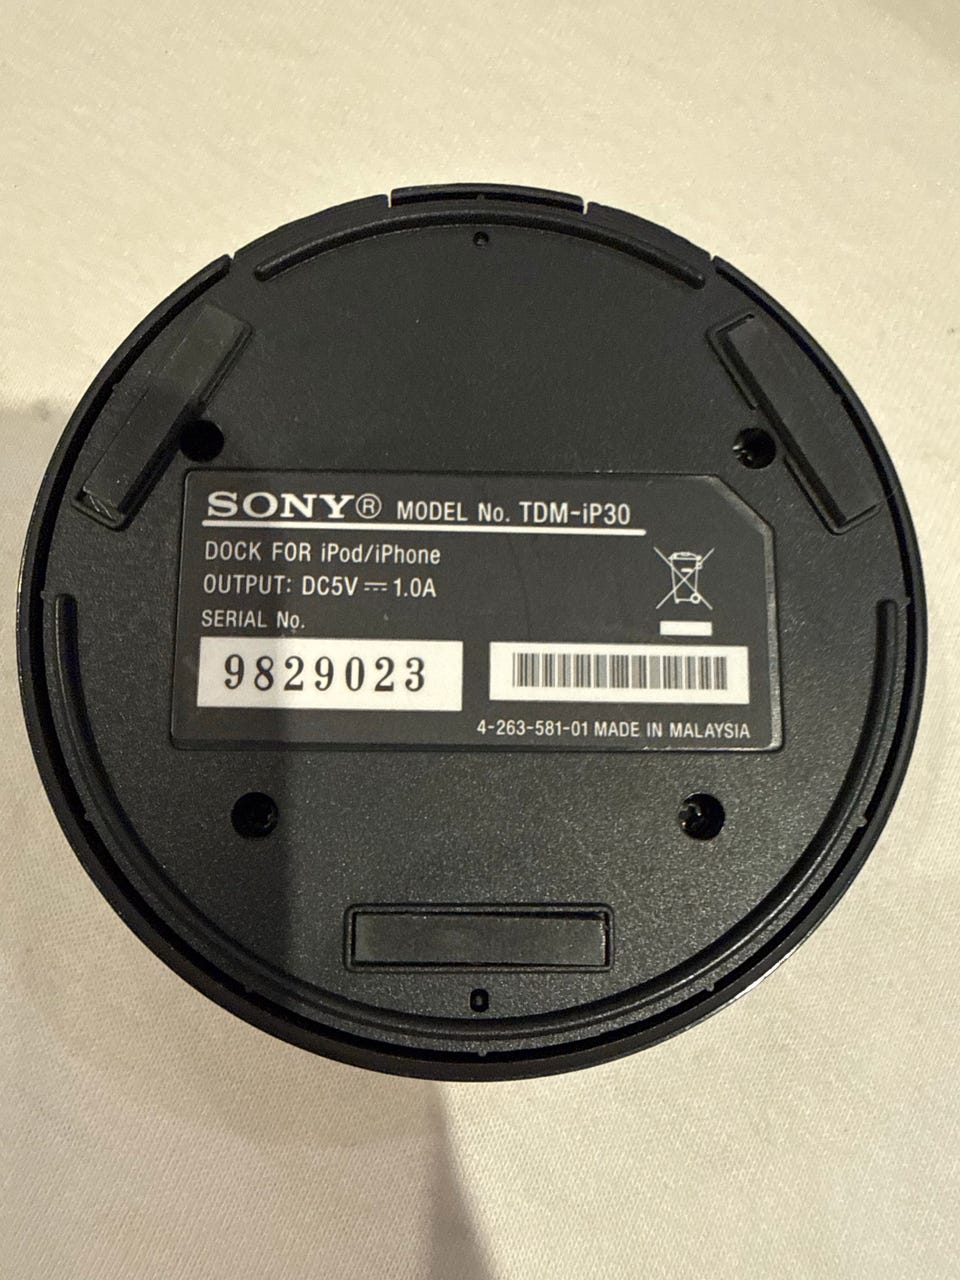 SONY® MODEL No. TDM-iP30
DOCK FOR iPod/iPhone
OUTPUT: DC5V ⎓ 1.0A
SERIAL No.
9829023
4-263-581-01 MADE IN MALAYSIA